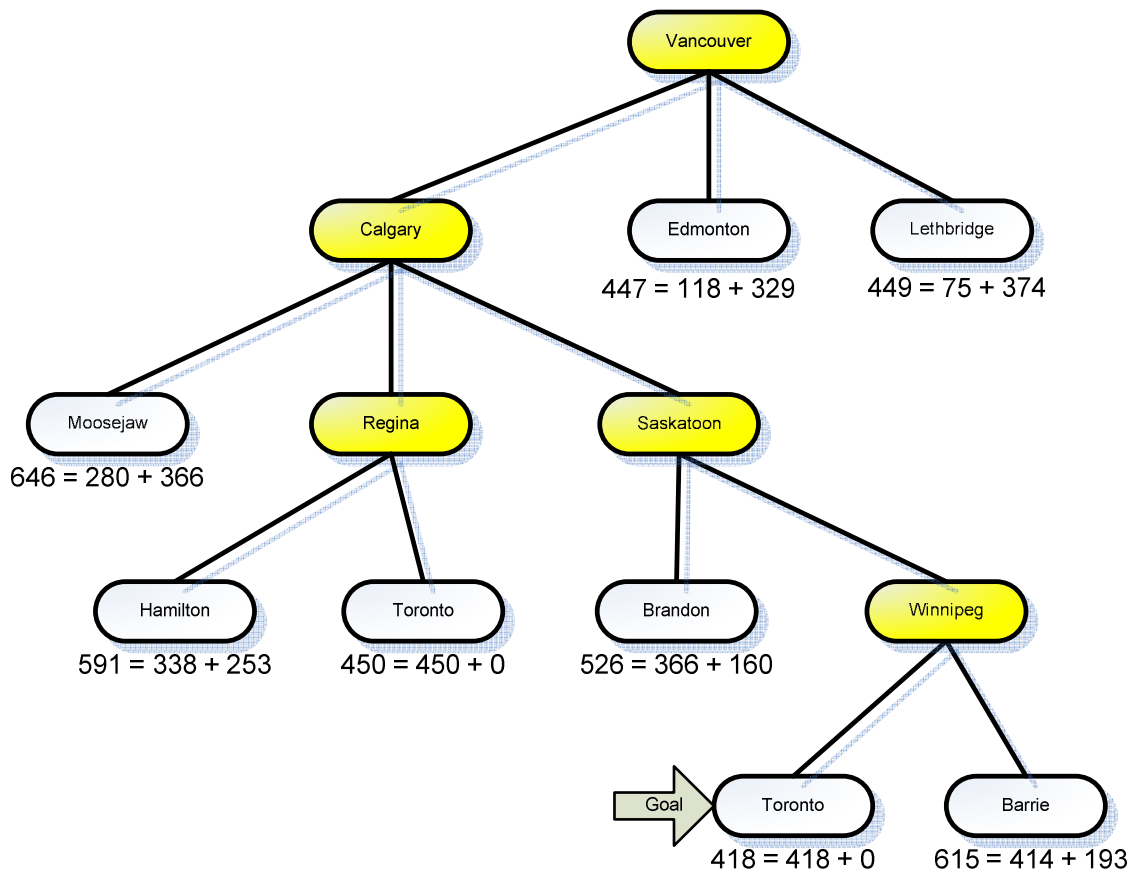 Vancouver
Calgary
Edmonton
Lethbridge
447 = 118 + 329
449 = 75 + 374
Moosejaw
Regina
Saskatoon
646 = 280 + 366
Hamilton
Toronto
Brandon
Winnipeg
591 = 338 + 253
450 = 450 + 0
526 = 366 + 160
Goal
Toronto
Barrie
418 = 418 + 0
615 = 414 + 193